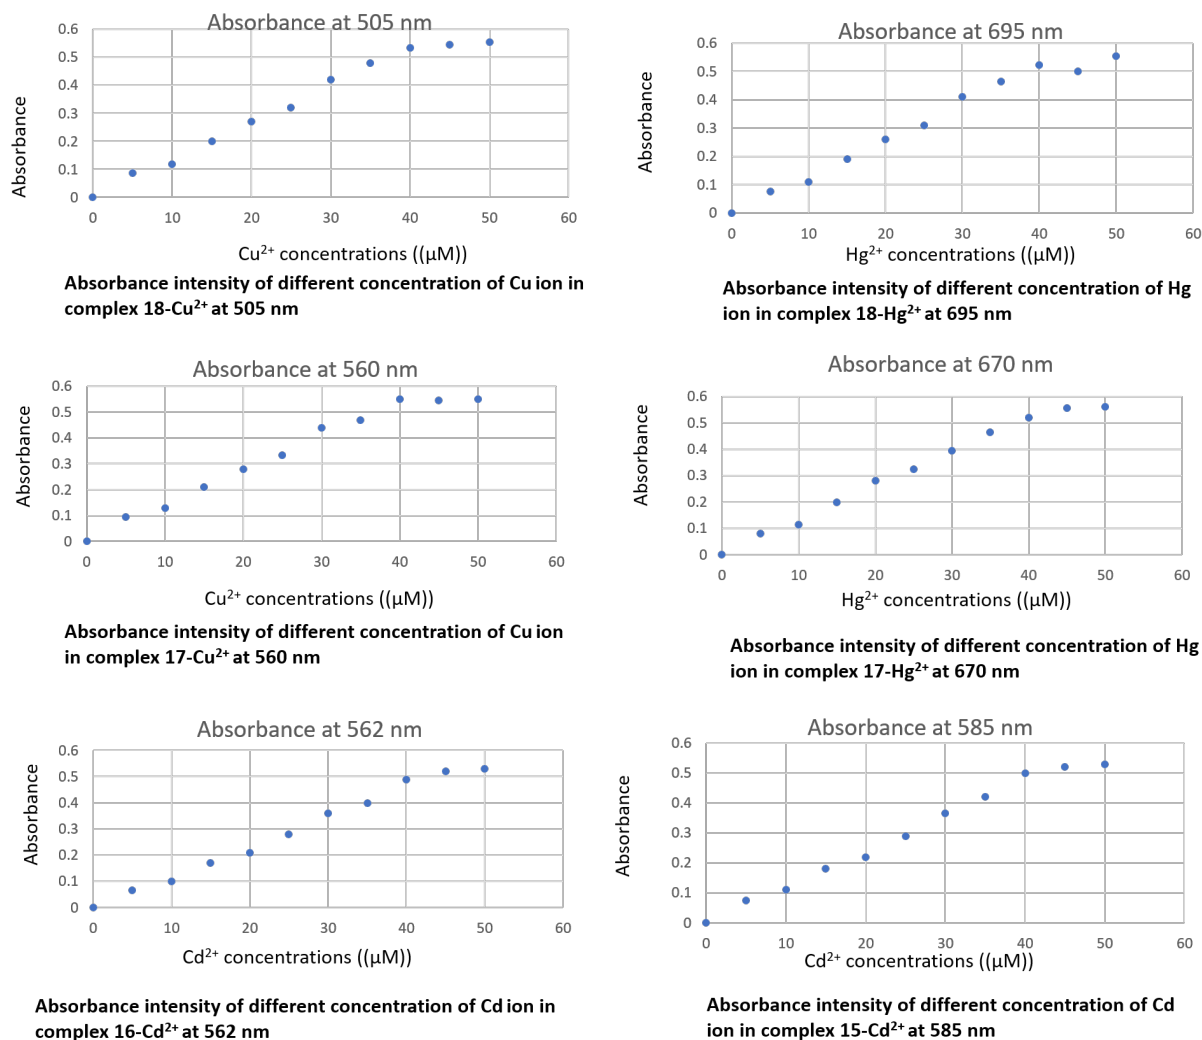 Absorbance at 505 nm
0.6
0.5
0.4
0.3
0.2
0.1
0
0 10 20 30 40 50 60
Absorbance
Cu²⁺ concentrations ((µM))
Absorbance intensity of different concentration of Cu ion in
complex 18-Cu²⁺ at 505 nm
Absorbance at 695 nm
0.6
0.5
0.4
0.3
0.2
0.1
0
0 10 20 30 40 50 60
Absorbance
Hg²⁺ concentrations ((µM))
Absorbance intensity of different concentration of Hg
ion in complex 18-Hg²⁺ at 695 nm
Absorbance at 560 nm
0.6
0.5
0.4
0.3
0.2
0.1
0
0 10 20 30 40 50 60
Absorbance
Cu²⁺ concentrations ((µM))
Absorbance intensity of different concentration of Cu ion
in complex 17-Cu²⁺ at 560 nm
Absorbance at 670 nm
0.6
0.5
0.4
0.3
0.2
0.1
0
0 10 20 30 40 50 60
Absorbance
Hg²⁺ concentrations ((µM))
Absorbance intensity of different concentration of Hg
ion in complex 17-Hg²⁺ at 670 nm
Absorbance at 562 nm
0.6
0.5
0.4
0.3
0.2
0.1
0
0 10 20 30 40 50 60
Absorbance
Cd²⁺ concentrations ((µM))
Absorbance intensity of different concentration of Cd ion in
complex 16-Cd²⁺ at 562 nm
Absorbance at 585 nm
0.6
0.5
0.4
0.3
0.2
0.1
0
0 10 20 30 40 50 60
Absorbance
Cd²⁺ concentrations ((µM))
Absorbance intensity of different concentration of Cd
ion in complex 15-Cd²⁺ at 585 nm